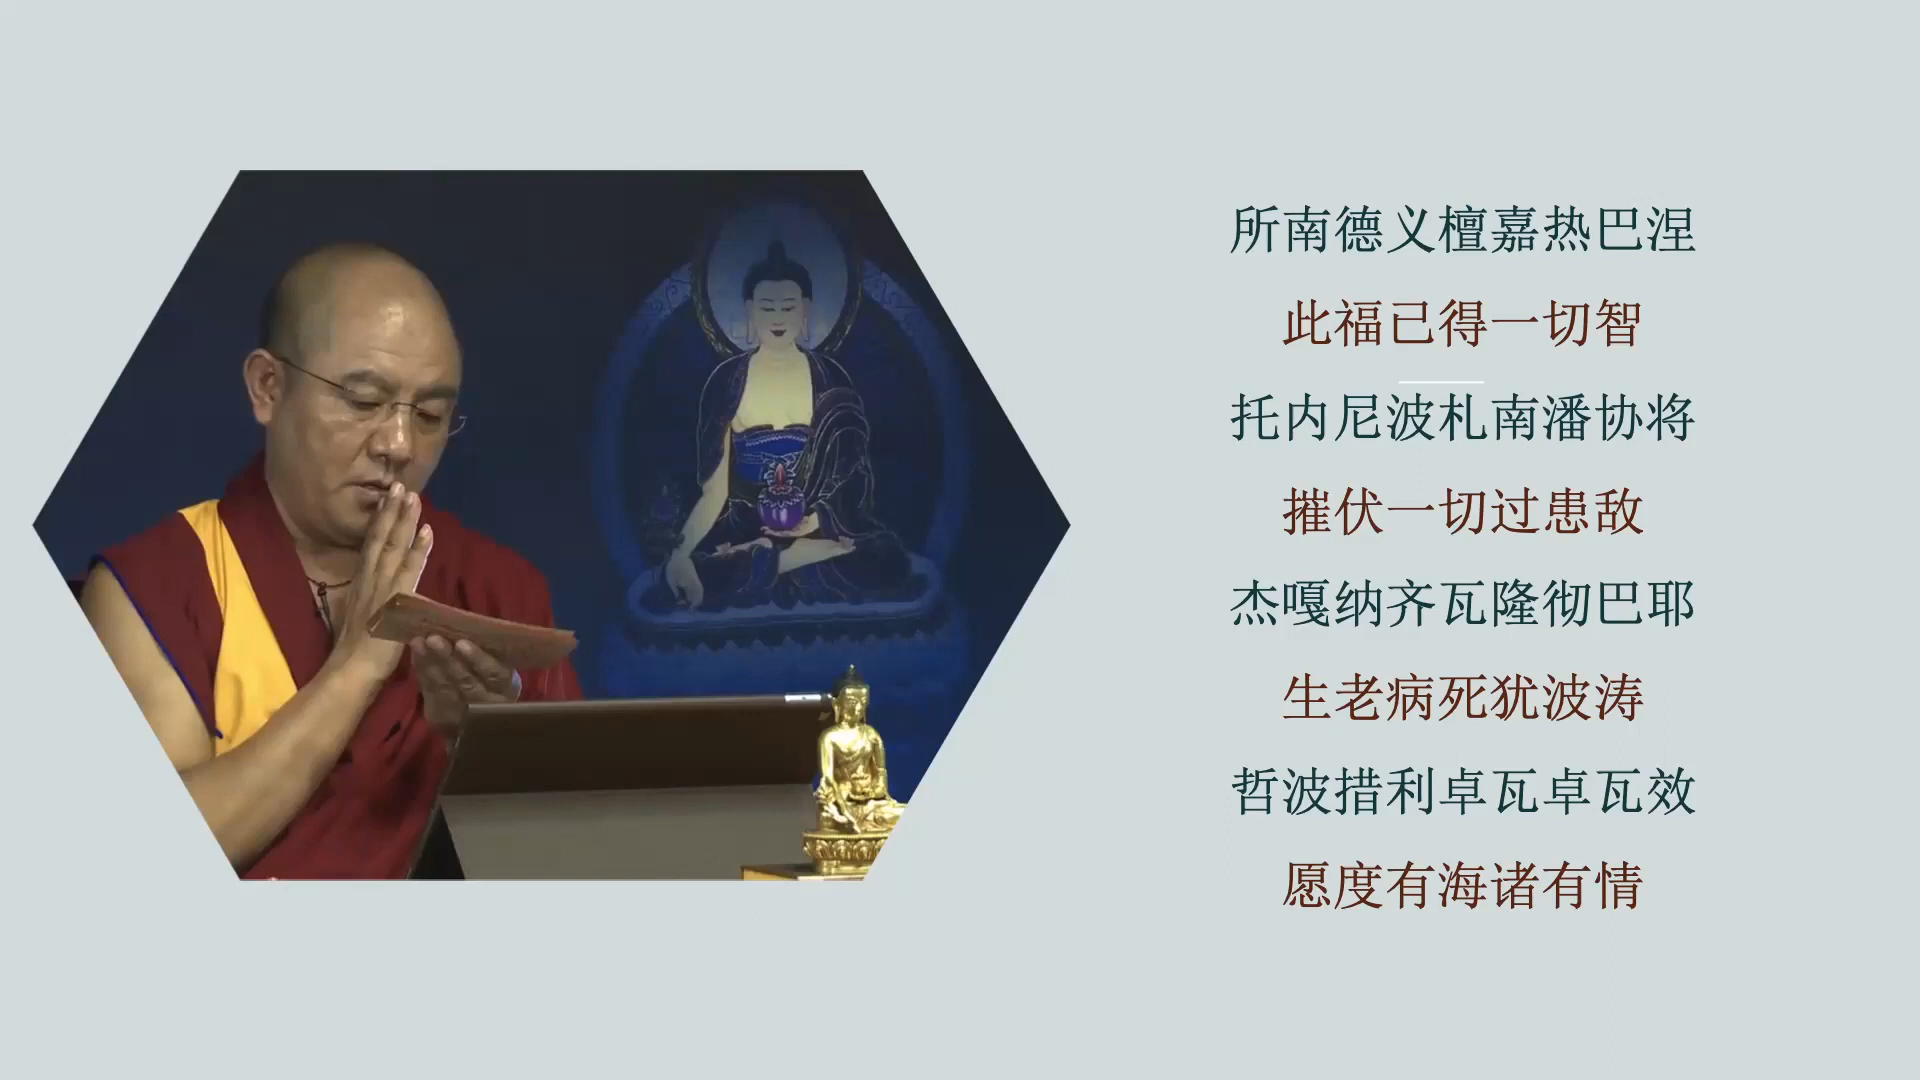 所南德义檀嘉热巴涅
此福已得一切智
托内尼波札南潘协将
摧伏一切过患敌
杰嘎纳齐瓦隆彻巴耶
生老病死犹波涛
哲波措利卓瓦卓瓦效
愿度有海诸有情